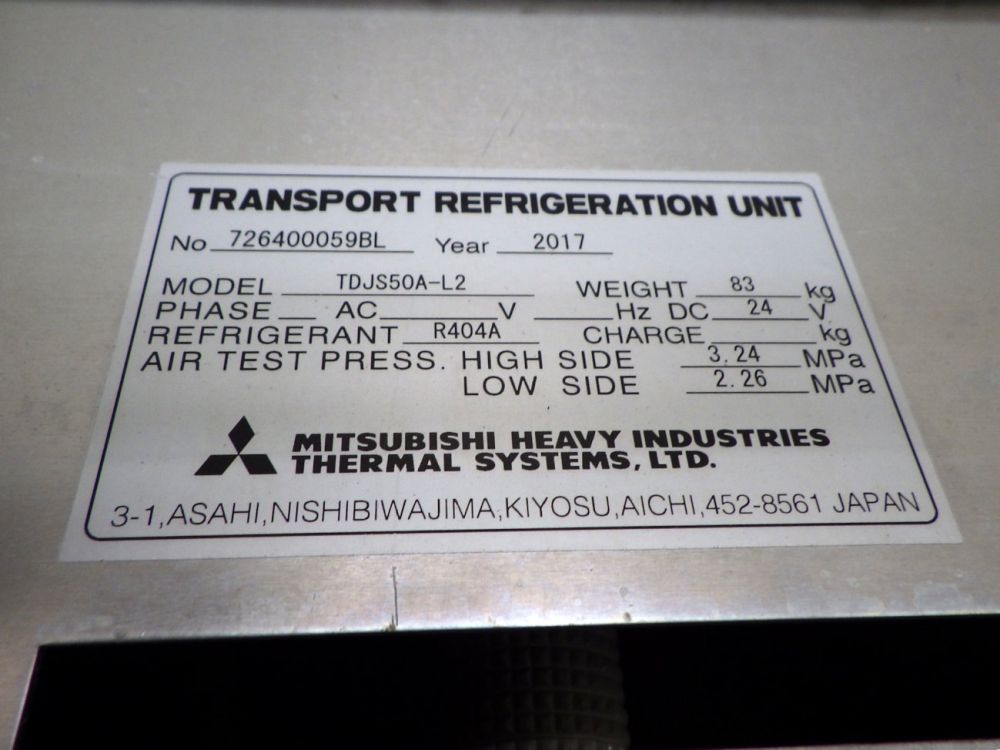 TRANSPORT REFRIGERATION UNIT
No 726400059BL Year 2017
MODEL TDJS50A-L2 WEIGHT 83 kg
PHASE AC V Hz DC 24 V
REFRIGERANT R404A CHARGE kg
AIR TEST PRESS. HIGH SIDE 3.24 MPa
LOW SIDE 2.26 MPa
MITSUBISHI HEAVY INDUSTRIES
THERMAL SYSTEMS, LTD.
3-1,ASAHI,NISHIBIWAJIMA,KIYOSU,AICHI,452-8561 JAPAN